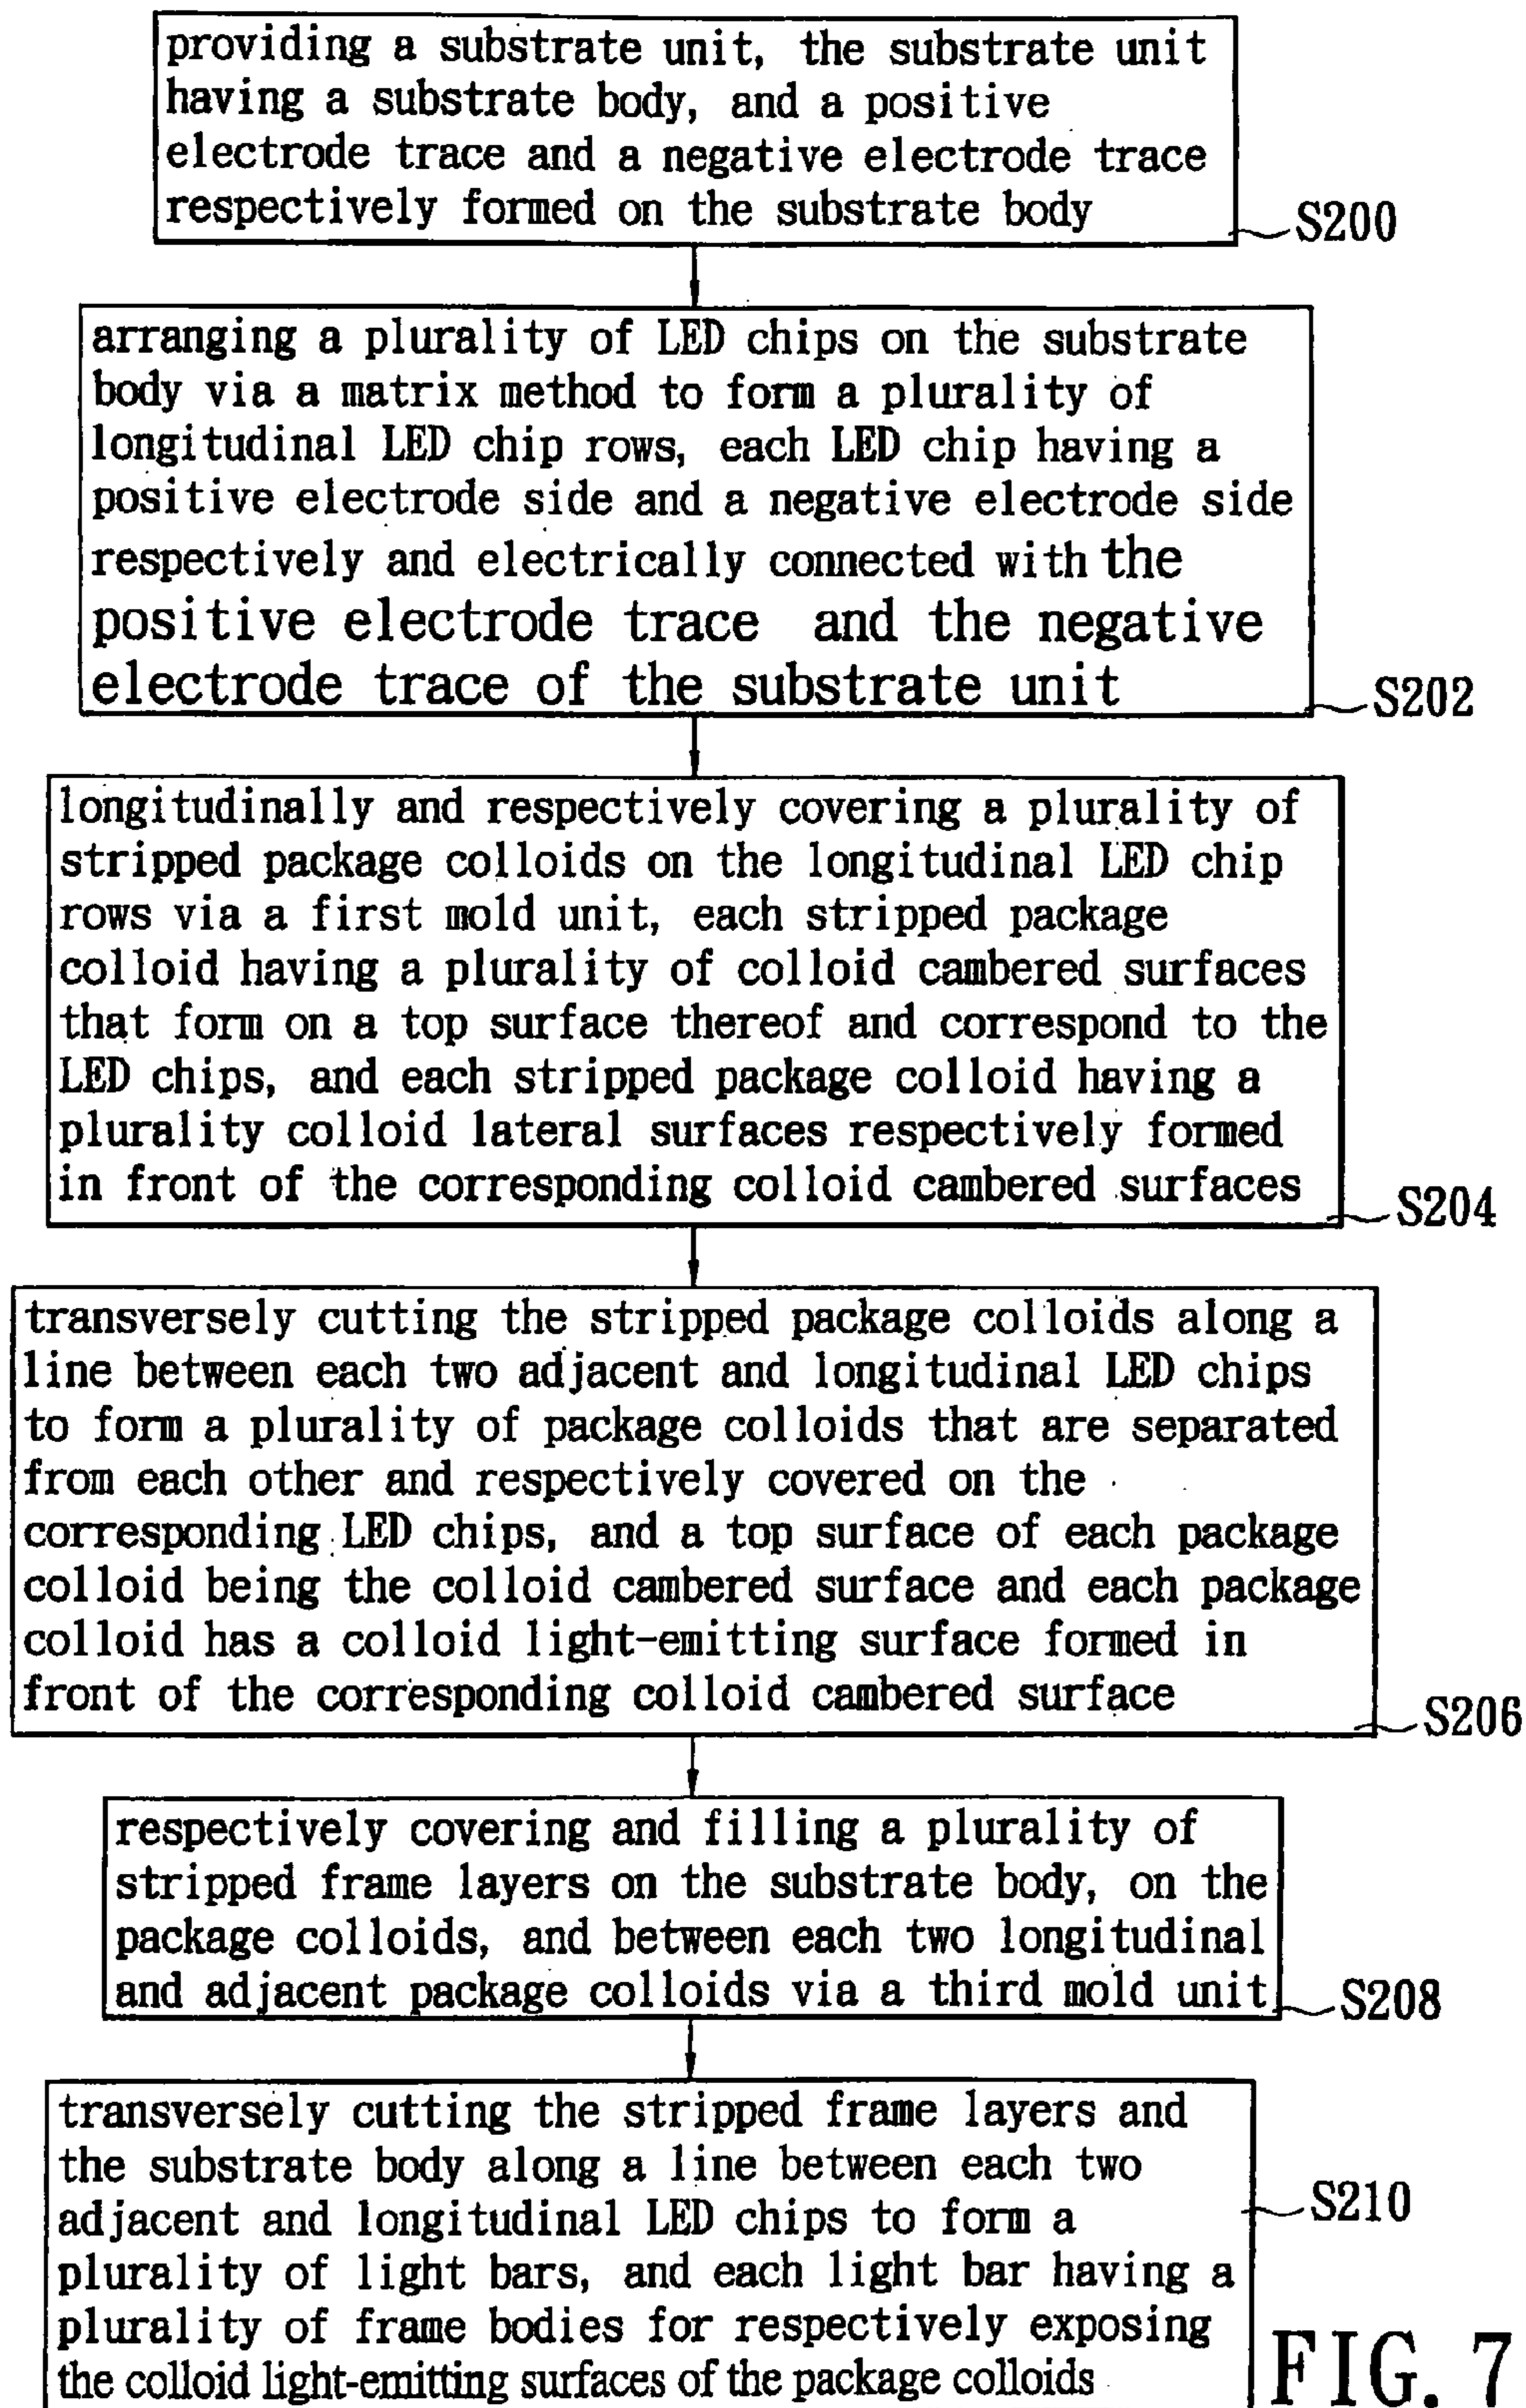 providing a substrate unit, the substrate unit
having a substrate body, and a positive
electrode trace and a negative electrode trace
respectively formed on the substrate body
S200
arranging a plurality of LED chips on the substrate
body via a matrix method to form a plurality of
longitudinal LED chip rows, each LED chip having a
positive electrode side and a negative electrode side
respectively and electrically connected with the
positive electrode trace and the negative
electrode trace of the substrate unit
S202
longitudinally and respectively covering a plurality of
stripped package colloids on the longitudinal LED chip
rows via a first mold unit, each stripped package
colloid having a plurality of colloid cambered surfaces
that form on a top surface thereof and correspond to the
LED chips, and each stripped package colloid having a
plurality colloid lateral surfaces respectively formed
in front of the corresponding colloid cambered surfaces
S204
transversely cutting the stripped package colloids along a
line between each two adjacent and longitudinal LED chips
to form a plurality of package colloids that are separated
from each other and respectively covered on the
corresponding LED chips, and a top surface of each package
colloid being the colloid cambered surface and each package
colloid has a colloid light-emitting surface formed in
front of the corresponding colloid cambered surface
S206
respectively covering and filling a plurality of
stripped frame layers on the substrate body, on the
package colloids, and between each two longitudinal
and adjacent package colloids via a third mold unit
S208
transversely cutting the stripped frame layers and
the substrate body along a line between each two
adjacent and longitudinal LED chips to form a
plurality of light bars, and each light bar having a
plurality of frame bodies for respectively exposing
the colloid light-emitting surfaces of the package colloids
S210
FIG. 7